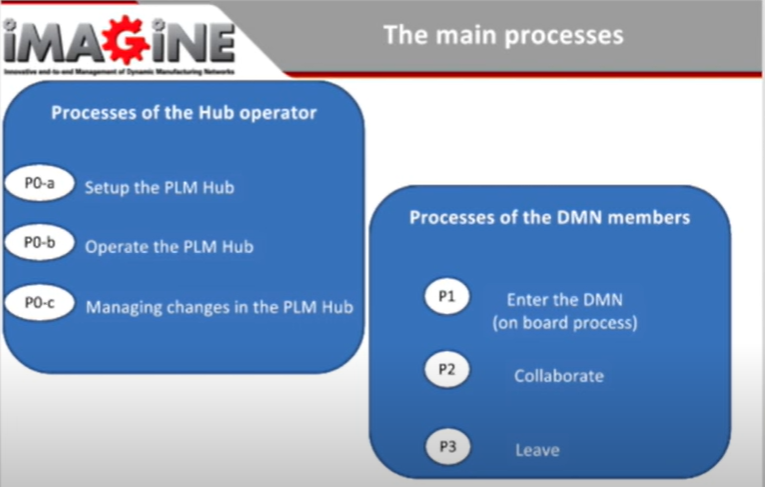 iMAGiNE
Innovative end-to-end Management of Dynamic Manufacturing Networks
The main processes
Processes of the Hub operator
P0-a Setup the PLM Hub
P0-b Operate the PLM Hub
P0-c Managing changes in the PLM Hub
Processes of the DMN members
P1 Enter the DMN
(on board process)
P2 Collaborate
P3 Leave